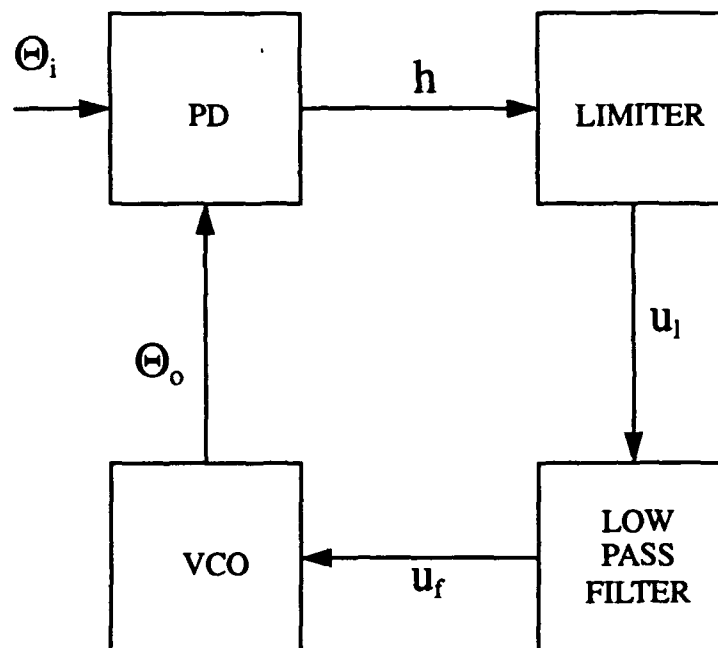 Θi
PD
h
LIMITER
Θo
ul
VCO
uf
LOW
PASS
FILTER